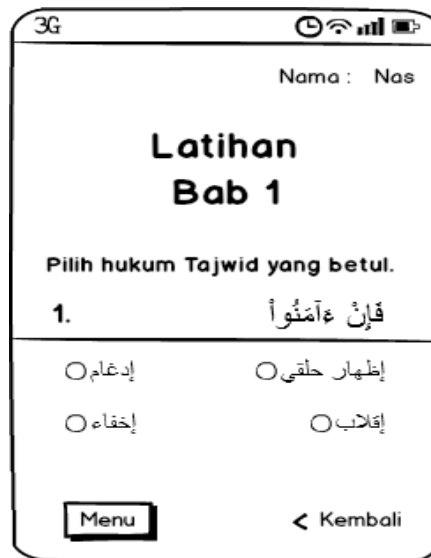 3G
Nama : Nas
Latihan
Bab 1
Pilih hukum Tajwid yang betul.
1. فَإِنْ ءَآمَنُواْ
إظهار حلقي إدغام
إقلاب إخفاء
Menu < Kembali